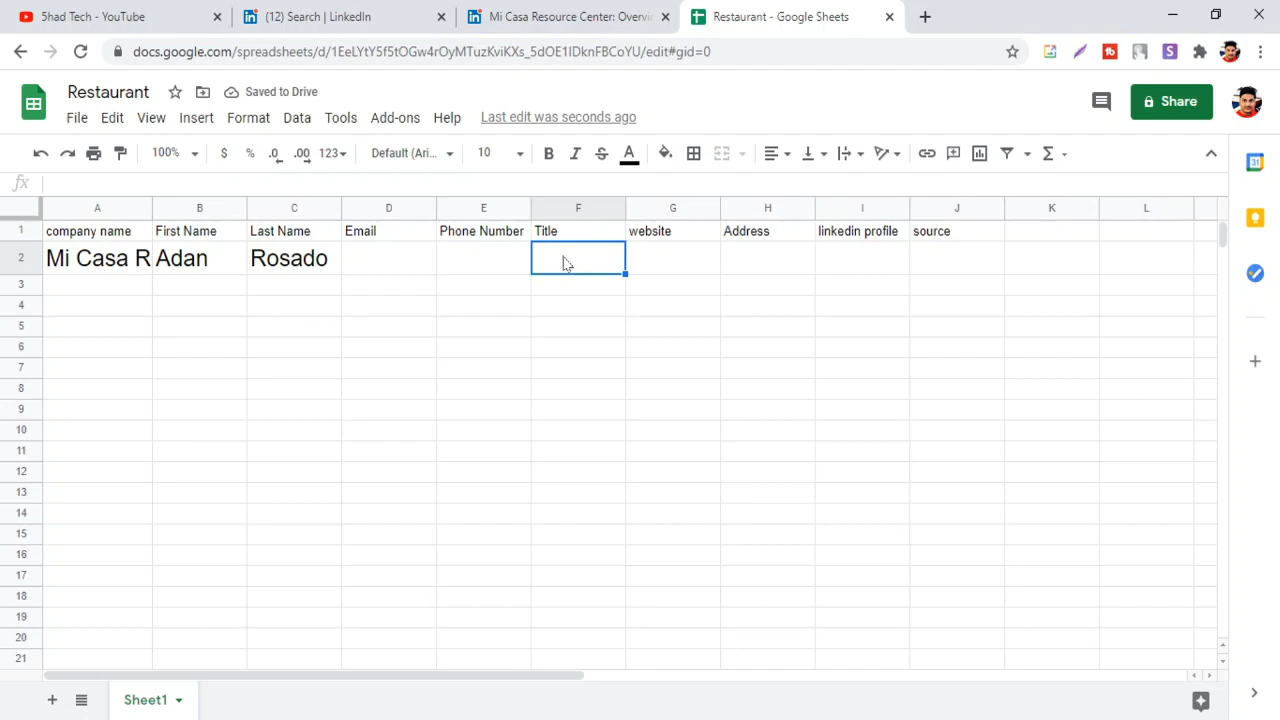 5had Tech - YouTube
(12) Search | LinkedIn
Mi Casa Resource Center: Overvi
Restaurant - Google Sheets
docs.google.com/spreadsheets/d/1EeLYtY5f5tOGw4rOyMTuzKviKXs_5dOE1IDknFBCoYU/edit#gid=0
Restaurant
Saved to Drive
File Edit View Insert Format Data Tools Add-ons Help Last edit was seconds ago
Share
100% $ % .0 .00 123 Default (Ari... 10 B I S A
fx
A B C D E F G H I J K L
1 company name First Name Last Name Email Phone Number Title website Address linkedin profile source
2 Mi Casa R Adan Rosado
3
4
5
6
7
8
9
10
11
12
13
14
15
16
17
18
19
20
21
Sheet1
31